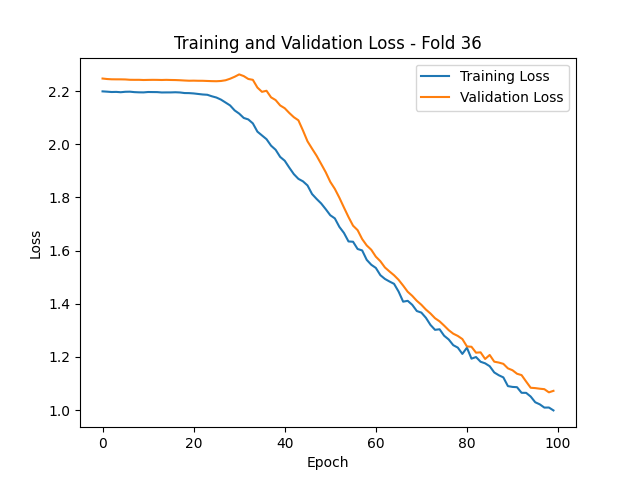 Training and Validation Loss - Fold 36
Training Loss
Validation Loss
Loss
2.2
2.0
1.8
1.6
1.4
1.2
1.0
0 20 40 60 80 100
Epoch